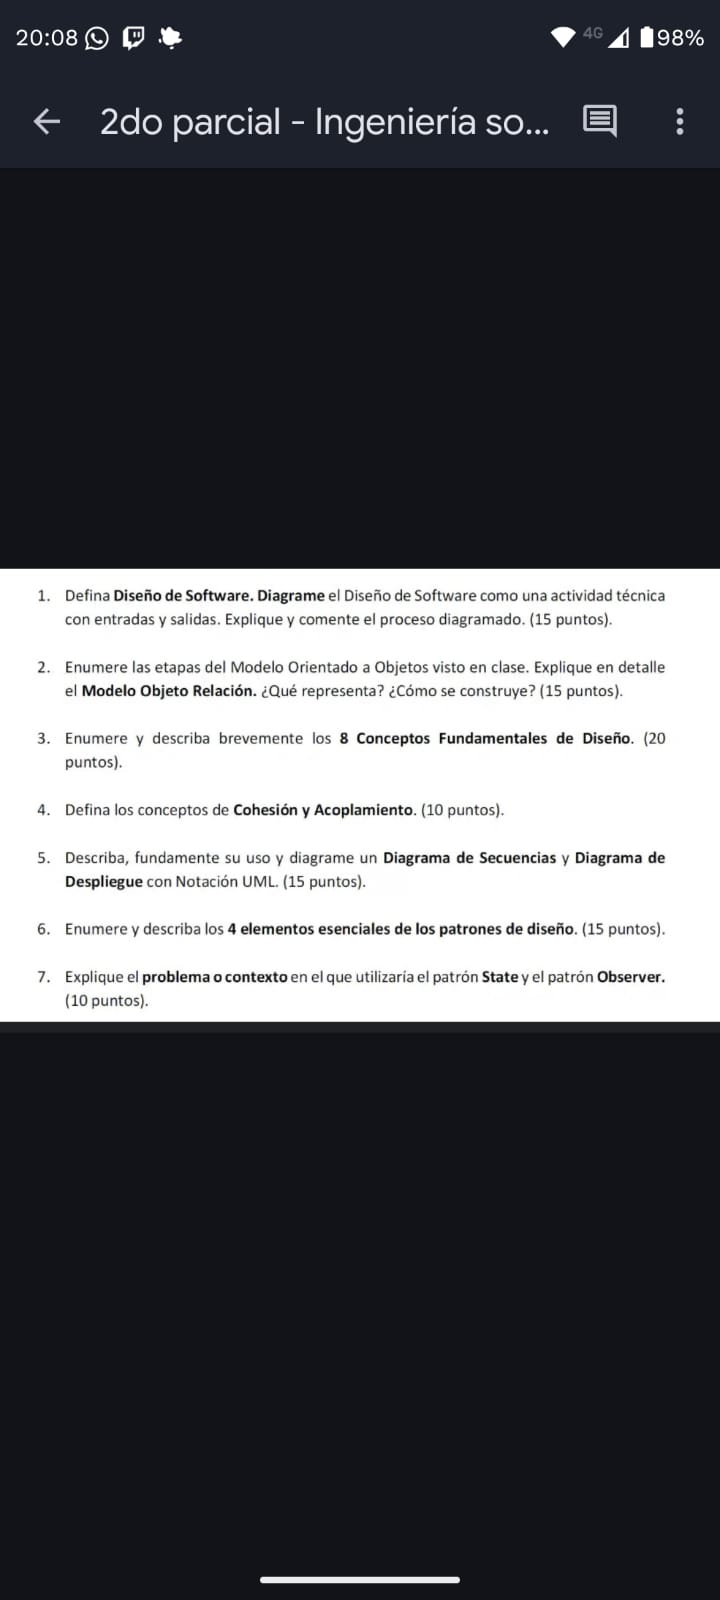 20:08 4G 98%
2do parcial - Ingeniería so...
1. Defina Diseño de Software. Diagrame el Diseño de Software como una actividad técnica
con entradas y salidas. Explique y comente el proceso diagramado. (15 puntos).
2. Enumere las etapas del Modelo Orientado a Objetos visto en clase. Explique en detalle
el Modelo Objeto Relación. ¿Qué representa? ¿Cómo se construye? (15 puntos).
3. Enumere y describa brevemente los 8 Conceptos Fundamentales de Diseño. (20
puntos).
4. Defina los conceptos de Cohesión y Acoplamiento. (10 puntos).
5. Describa, fundamente su uso y diagrame un Diagrama de Secuencias y Diagrama de
Despliegue con Notación UML. (15 puntos).
6. Enumere y describa los 4 elementos esenciales de los patrones de diseño. (15 puntos).
7. Explique el problema o contexto en el que utilizaría el patrón State y el patrón Observer.
(10 puntos).